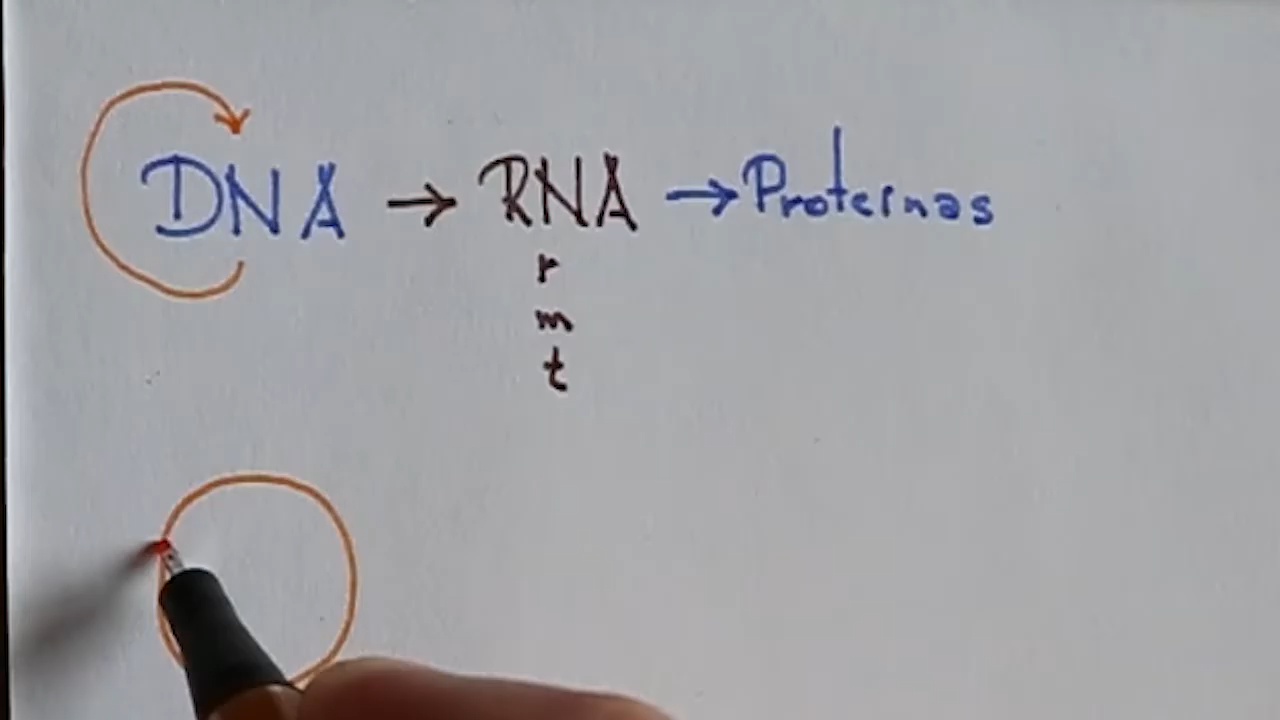 DNA → RNA → Proteinas
r
m
t